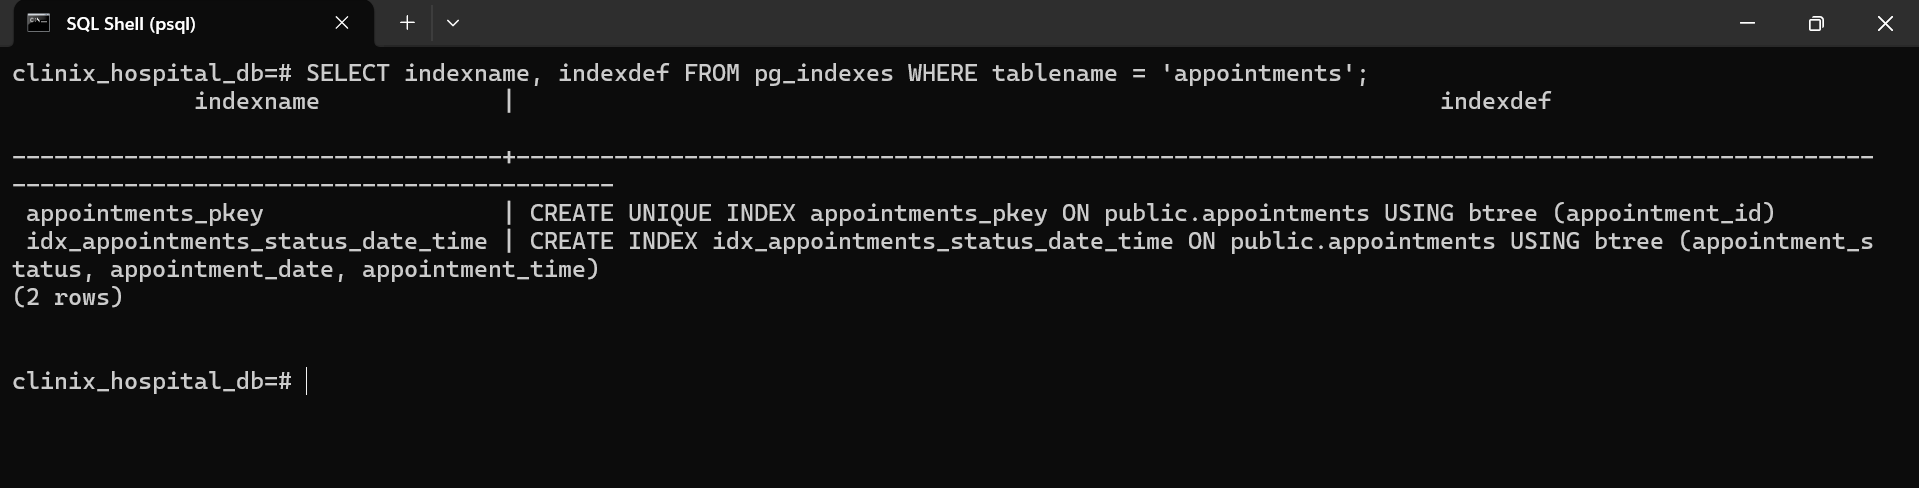 SQL Shell (psql)
clinix_hospital_db=# SELECT indexname, indexdef FROM pg_indexes WHERE tablename = 'appointments';
             indexname             |                                                                  indexdef
-----------------------------------+-------------------------------------------------------------------------------------------------
-------------------------------------------
 appointments_pkey                 | CREATE UNIQUE INDEX appointments_pkey ON public.appointments USING btree (appointment_id)
 idx_appointments_status_date_time | CREATE INDEX idx_appointments_status_date_time ON public.appointments USING btree (appointment_s
tatus, appointment_date, appointment_time)
(2 rows)
clinix_hospital_db=#